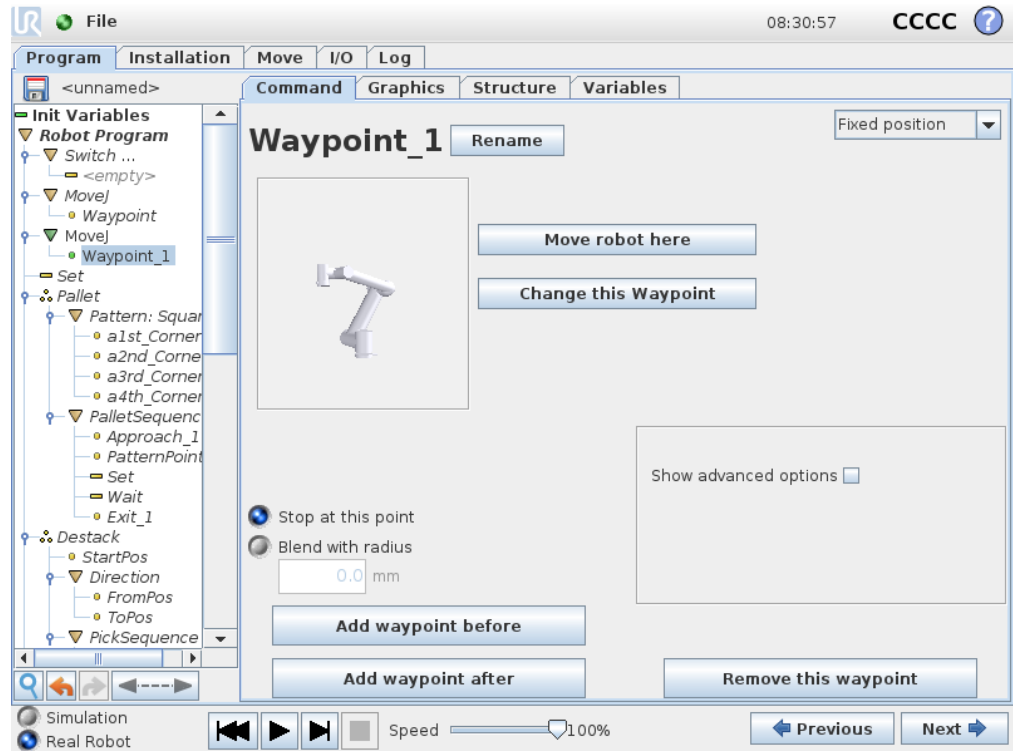 UR File 08:30:57 CCCC ?
Program Installation Move I/O Log
<unnamed>
Command Graphics Structure Variables
Init Variables
Robot Program
Switch ...
<empty>
MoveJ
Waypoint
MoveJ
Waypoint_1
Set
Pallet
Pattern: Squar
a1st_Corner
a2nd_Corne
a3rd_Corner
a4th_Corner
PalletSequenc
Approach_1
PatternPoint
Set
Wait
Exit_1
Destack
StartPos
Direction
FromPos
ToPos
PickSequence
Waypoint_1 Rename
Fixed position
Move robot here
Change this Waypoint
Show advanced options
Stop at this point
Blend with radius
0.0 mm
Add waypoint before
Add waypoint after
Remove this waypoint
Simulation
Real Robot
Speed 100%
Previous Next